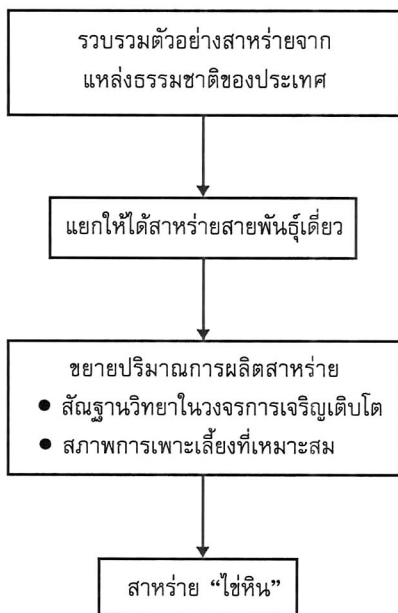 รวบรวมตัวอย่างสาหร่ายจาก
แหล่งธรรมชาติของประเทศ
แยกให้ได้สาหร่ายสายพันธุ์เดี่ยว
ขยายปริมาณการผลิตสาหร่าย
● สัณฐานวิทยาในวงจรการเจริญเติบโต
● สภาพการเพาะเลี้ยงที่เหมาะสม
สาหร่าย “ไข่หิน”